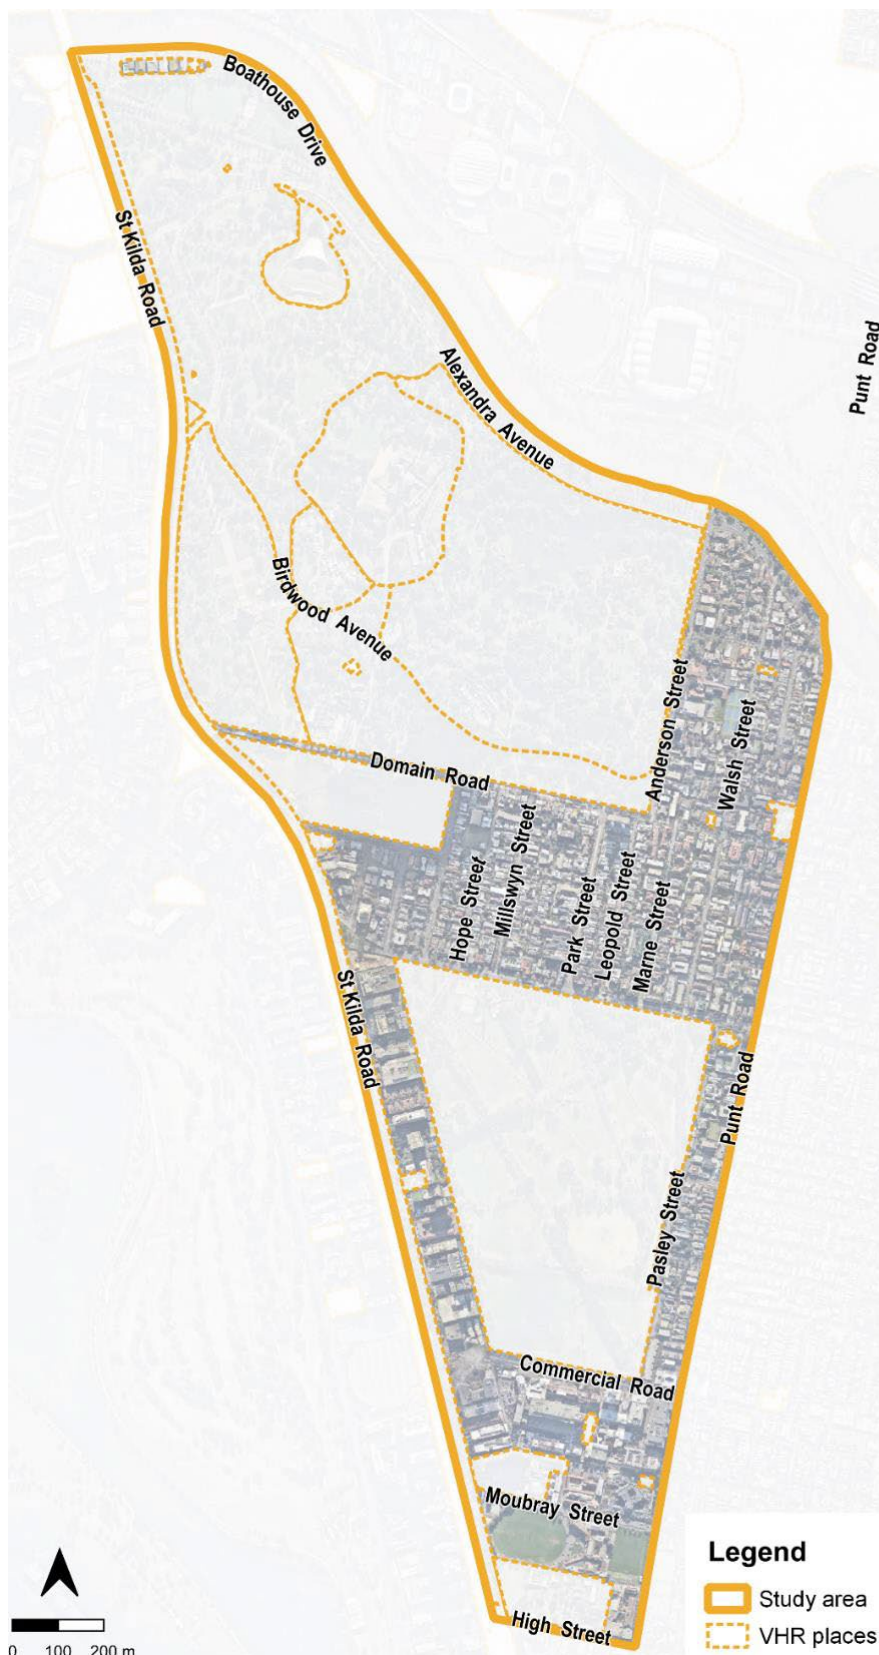 Boathouse Drive
St Kilda Road
Punt Road
Alexandra Avenue
Birdwood Avenue
Anderson Street
Walsh Street
Domain Road
Hope Street
Millswyn Street
Park Street
Leopold Street
Marne Street
St Kilda Road
Punt Road
Pasley Street
Commercial Road
Moubray Street
High Street
Legend
Study area
VHR places
0 100 200 m